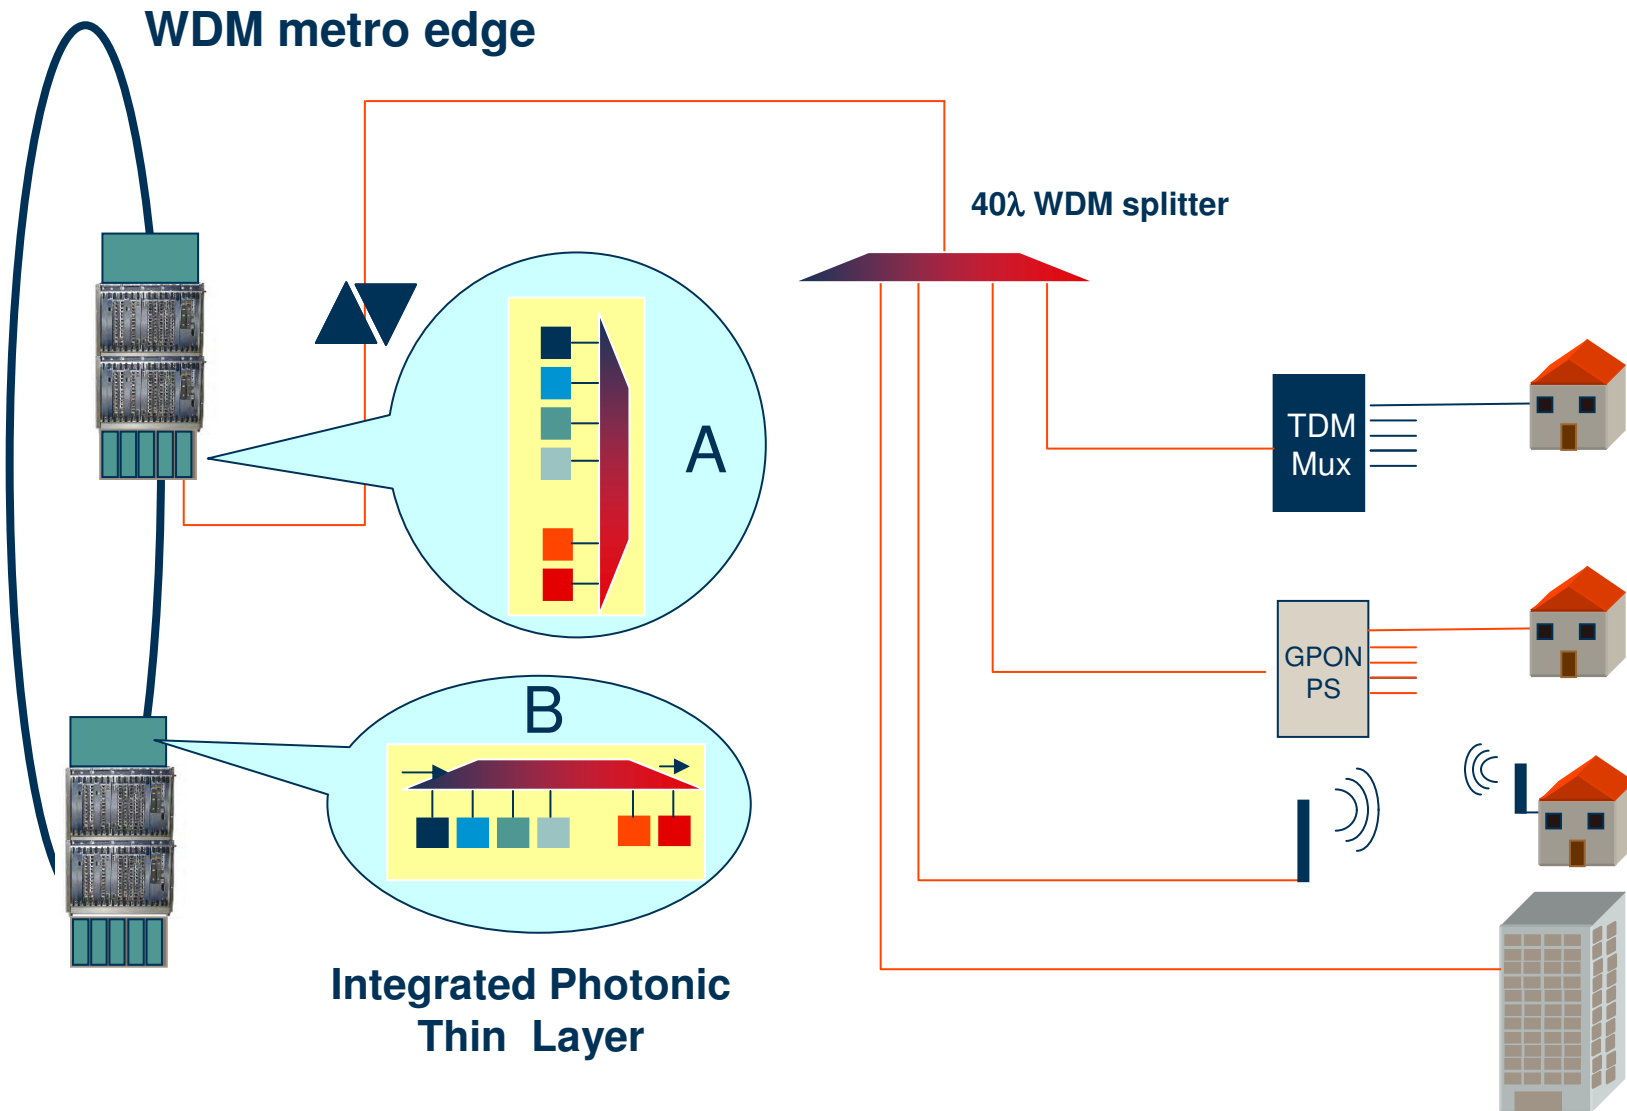 WDM metro edge
40λ WDM splitter
A
TDM
Mux
GPON
PS
B
Integrated Photonic
Thin Layer